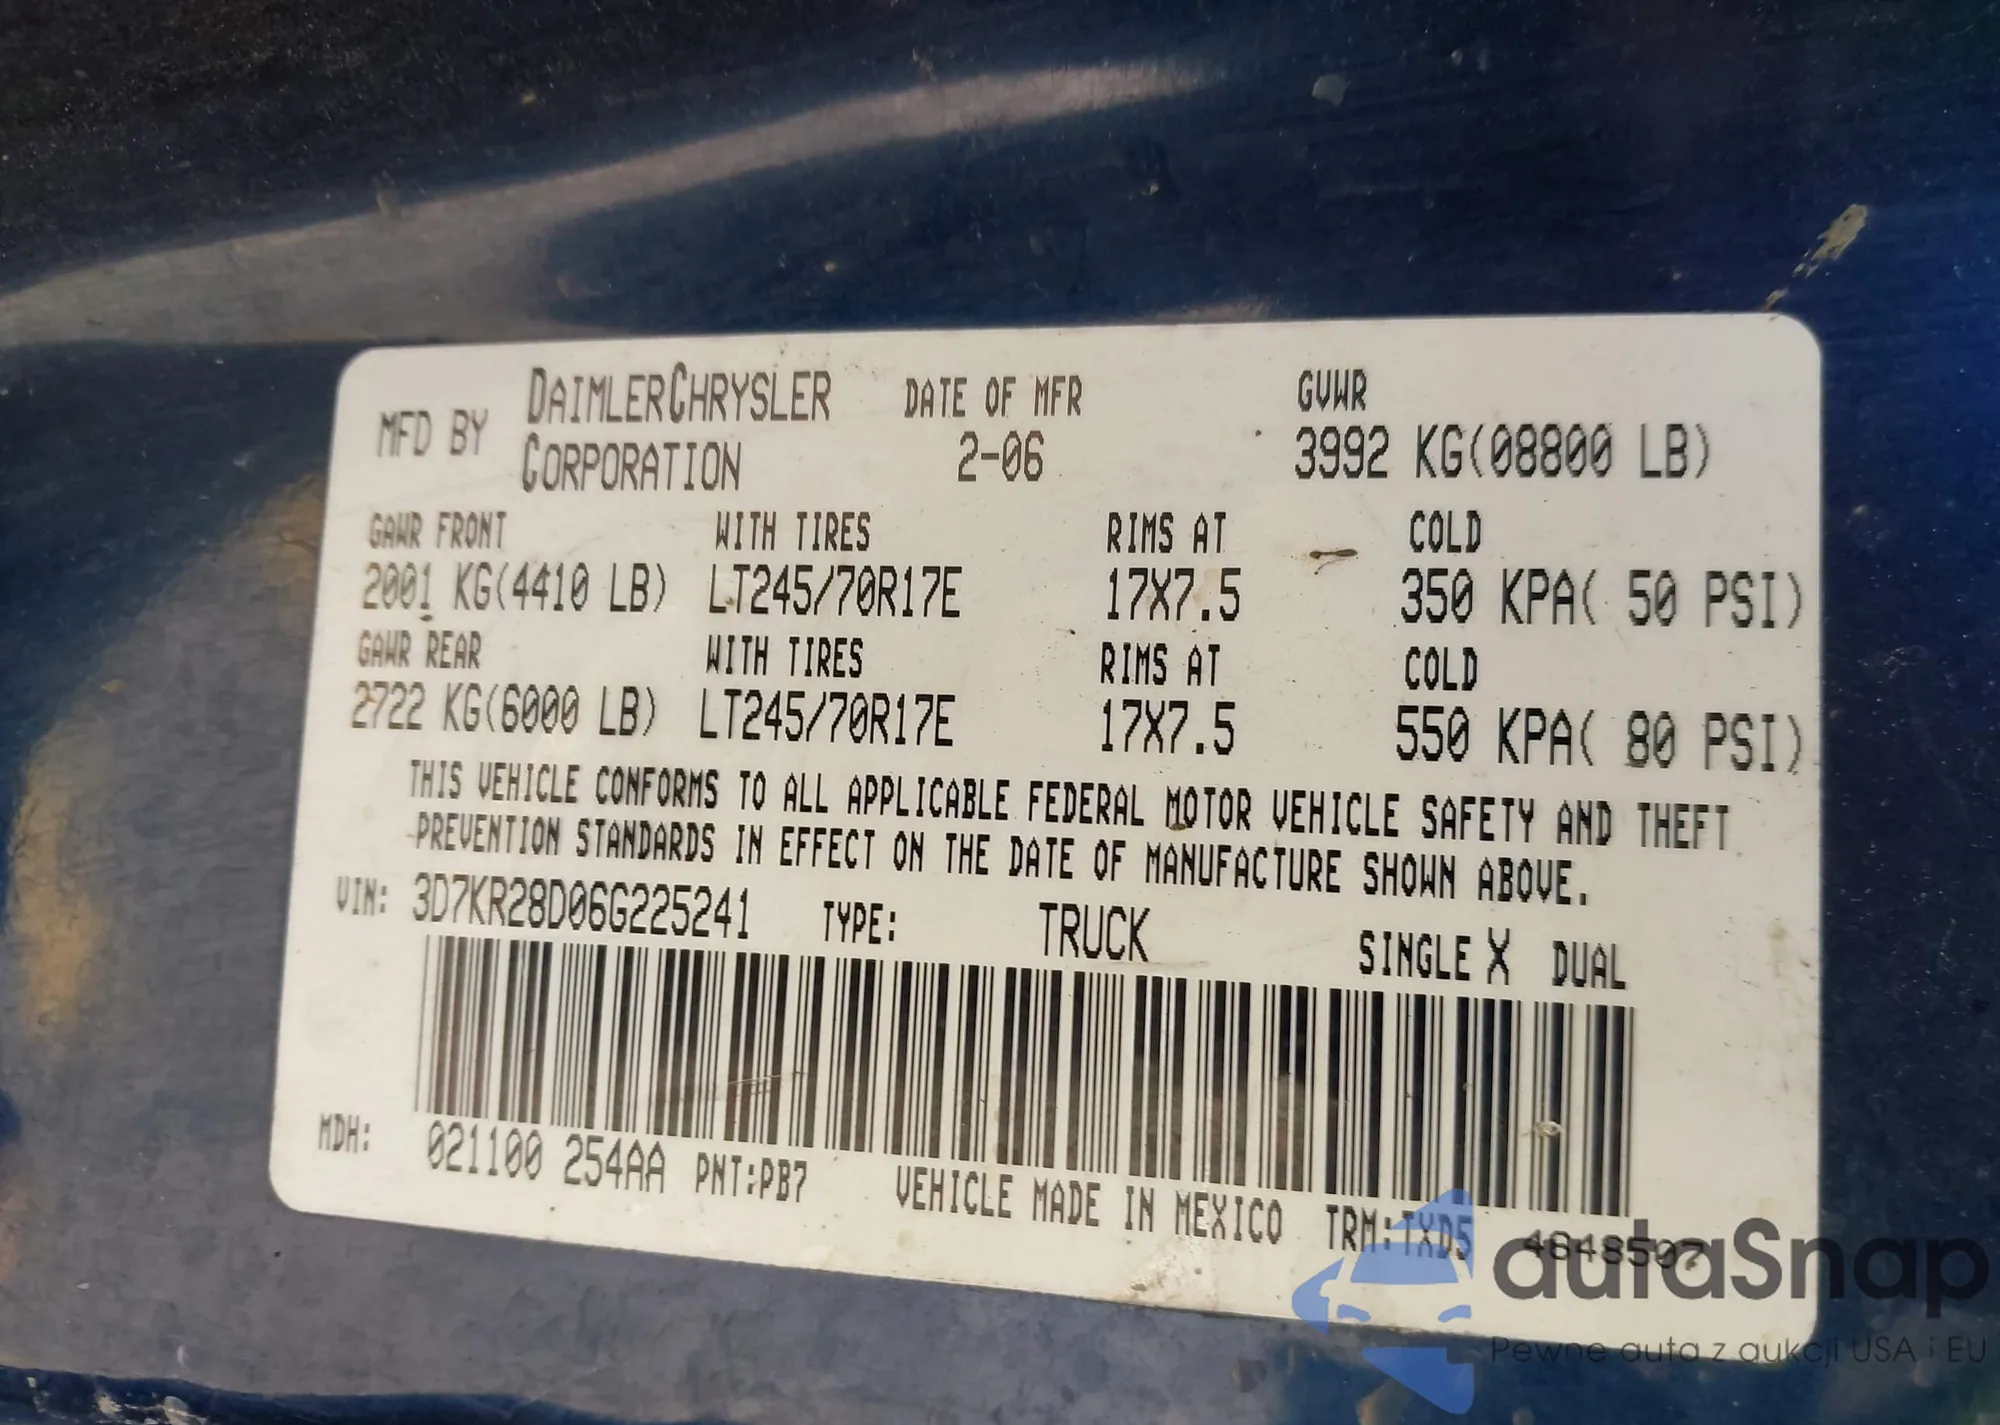 MFD BY DAIMLERCHRYSLER CORPORATION DATE OF MFR 2-06 GVWR 3992 KG(08800 LB)
GAWR FRONT WITH TIRES RIMS AT COLD
2001 KG(4410 LB) LT245/70R17E 17X7.5 350 KPA( 50 PSI)
GAWR REAR WITH TIRES RIMS AT COLD
2722 KG(6000 LB) LT245/70R17E 17X7.5 550 KPA( 80 PSI)
THIS VEHICLE CONFORMS TO ALL APPLICABLE FEDERAL MOTOR VEHICLE SAFETY AND THEFT
PREVENTION STANDARDS IN EFFECT ON THE DATE OF MANUFACTURE SHOWN ABOVE.
VIN: 3D7KR28D06G225241 TYPE: TRUCK SINGLE X DUAL
MDH: 021100 254AA PNT:PB7 VEHICLE MADE IN MEXICO TRM:TXD5
autaSnap
Pewne auta z aukcji USA i EU